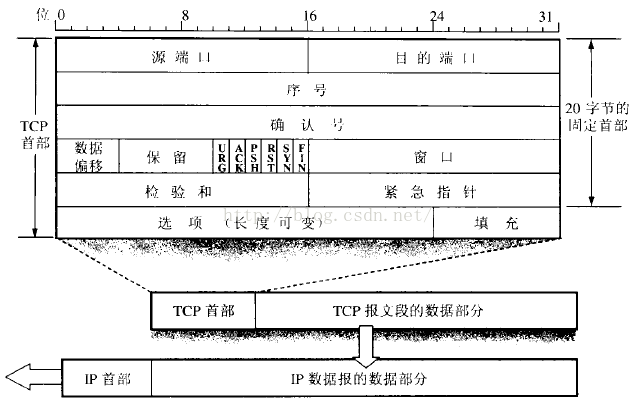 位 0 8 16 24 31
源端口 目的端口
序号
TCP 首部
20 字节的固定首部
确认号
数据偏移 保留 URG ACK PSH RST SYN FIN 窗口
检验和 紧急指针
选项 (长度可变) 填充
http://blog.csdn.net/
TCP 首部 TCP 报文段的数据部分
IP 首部 IP 数据报的数据部分